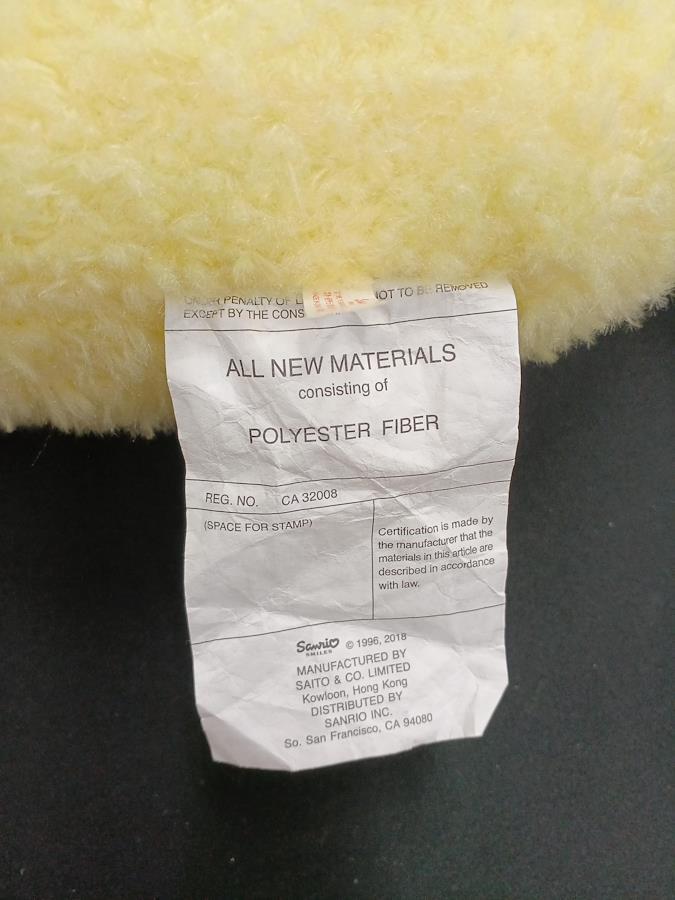 UNDER PENALTY OF L NOT TO BE REMOVED
EXCEPT BY THE CONS
ALL NEW MATERIALS
consisting of
POLYESTER FIBER
REG. NO. CA 32008
(SPACE FOR STAMP)
Certification is made by
the manufacturer that the
materials in this article are
described in accordance
with law.
Sanrio © 1996, 2018
SMILES
MANUFACTURED BY
SAITO & CO. LIMITED
Kowloon, Hong Kong
DISTRIBUTED BY
SANRIO INC.
So. San Francisco, CA 94080